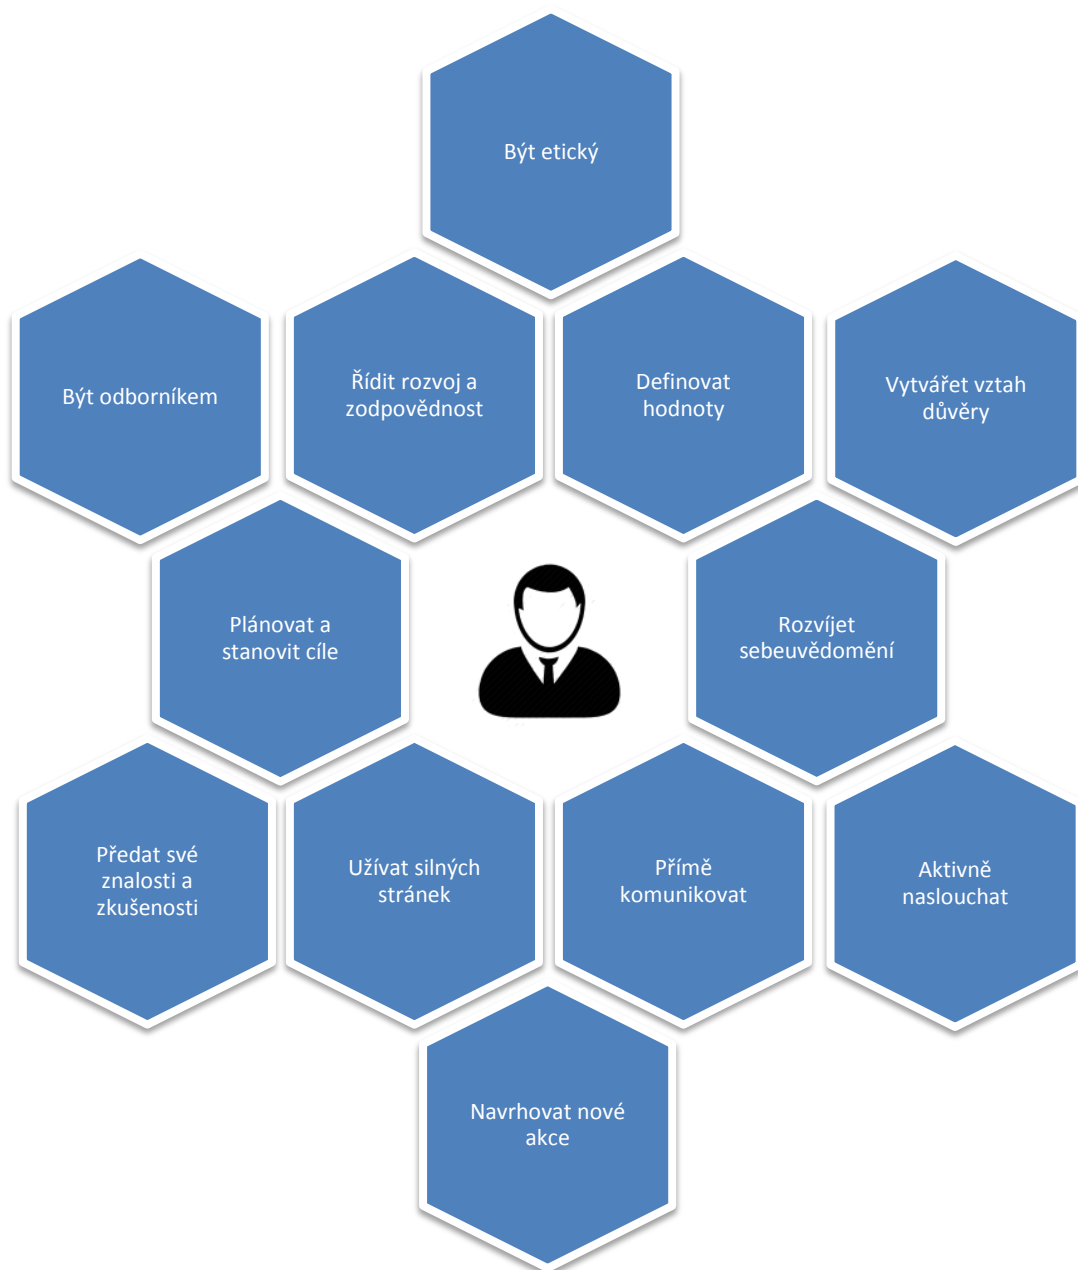 Být etický
Být odborníkem
Řídit rozvoj a
zodpovědnost
Definovat
hodnoty
Vytvářet vztah
důvěry
Plánovat a
stanovit cíle
Rozvíjet
sebeuvědomění
Předat své
znalosti a
zkušenosti
Užívat silných
stránek
Přímě
komunikovat
Aktivně
naslouchat
Navrhovat nové
akce